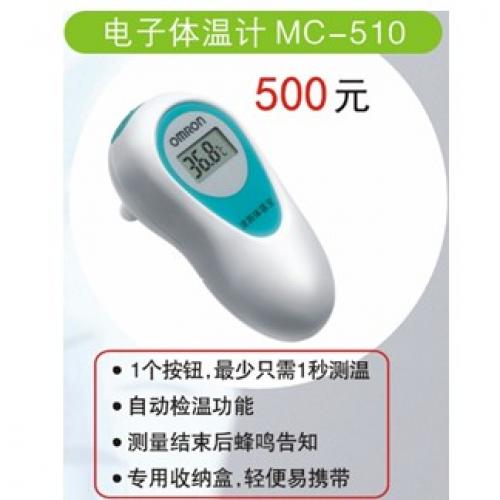 电子体温计 MC-510
500元
OMRON
36.8℃
• 1个按钮,最少只需1秒测温
• 自动检温功能
• 测量结束后蜂鸣告知
• 专用收纳盒,轻便易携带